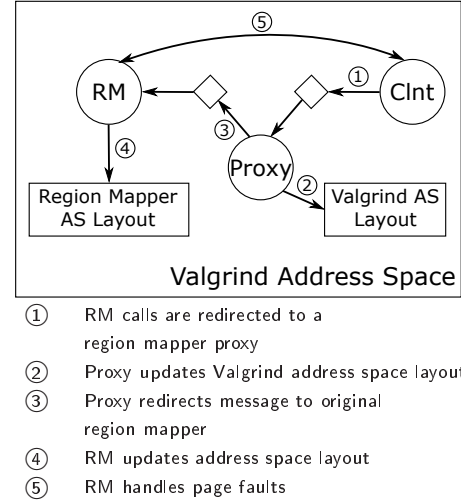 ⑤
RM
①
Clnt
③
④
Proxy
②
Region Mapper
AS Layout
Valgrind AS
Layout
Valgrind Address Space
① RM calls are redirected to a
region mapper proxy
② Proxy updates Valgrind address space layout
③ Proxy redirects message to original
region mapper
④ RM updates address space layout
⑤ RM handles page faults